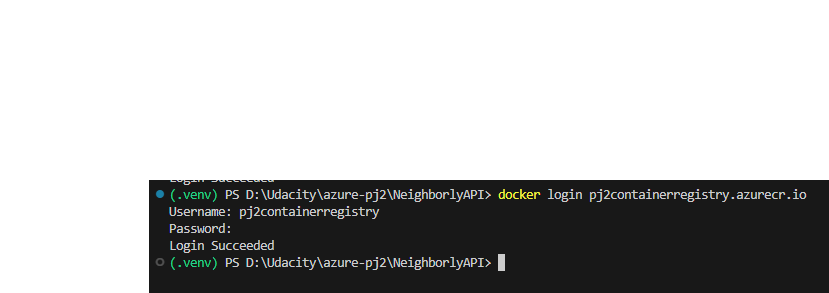 Login Succeeded
(.venv) PS D:\Udacity\azure-pj2\NeighborlyAPI> docker login pj2containerregistry.azurecr.io
Username: pj2containerregistry
Password:
Login Succeeded
(.venv) PS D:\Udacity\azure-pj2\NeighborlyAPI>